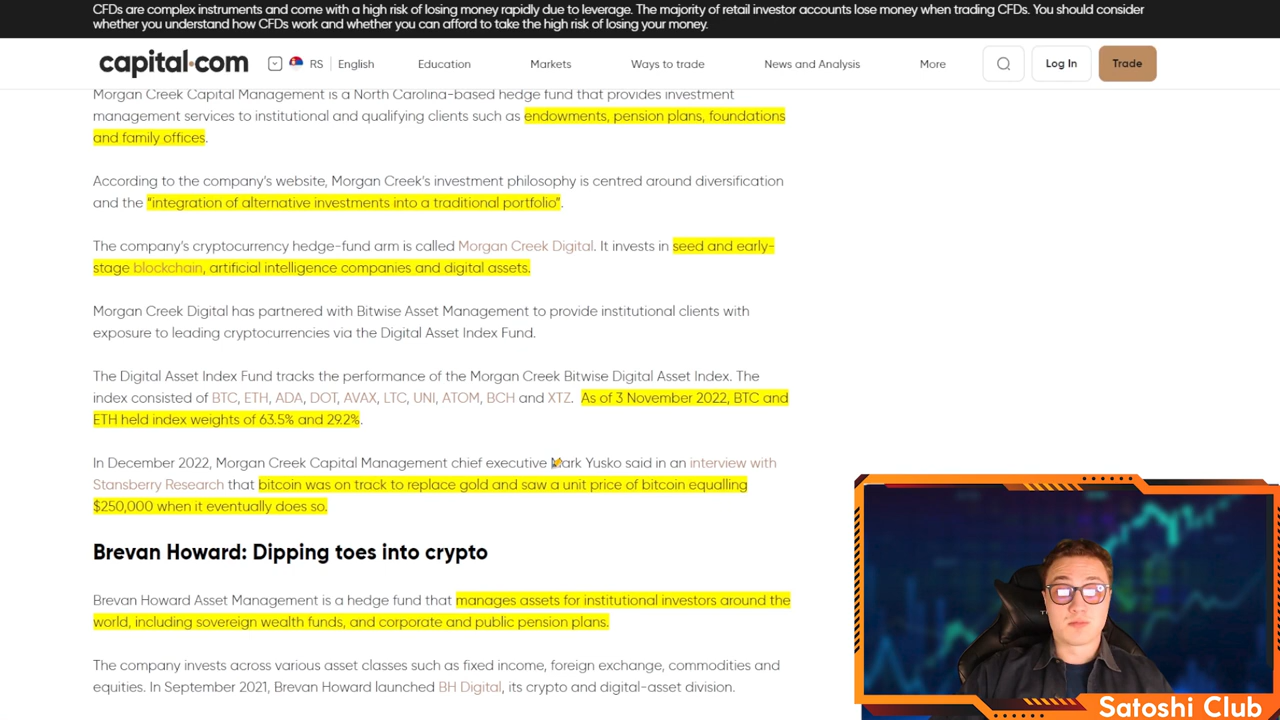 CFDs are complex instruments and come with a high risk of losing money rapidly due to leverage. The majority of retail investor accounts lose money when trading CFDs. You should consider
whether you understand how CFDs work and whether you can afford to take the high risk of losing your money.
capital•com
RS
English
Education
Markets
Ways to trade
News and Analysis
More
Log In
Trade
Morgan Creek Capital Management is a North Carolina-based hedge fund that provides investment
management services to institutional and qualifying clients such as endowments, pension plans, foundations
and family offices.
According to the company’s website, Morgan Creek’s investment philosophy is centred around diversification
and the “integration of alternative investments into a traditional portfolio”.
The company’s cryptocurrency hedge-fund arm is called Morgan Creek Digital. It invests in seed and early-
stage blockchain, artificial intelligence companies and digital assets.
Morgan Creek Digital has partnered with Bitwise Asset Management to provide institutional clients with
exposure to leading cryptocurrencies via the Digital Asset Index Fund.
The Digital Asset Index Fund tracks the performance of the Morgan Creek Bitwise Digital Asset Index. The
index consisted of BTC, ETH, ADA, DOT, AVAX, LTC, UNI, ATOM, BCH and XTZ. As of 3 November 2022, BTC and
ETH held index weights of 63.5% and 29.2%.
In December 2022, Morgan Creek Capital Management chief executive Mark Yusko said in an interview with
Stansberry Research that bitcoin was on track to replace gold and saw a unit price of bitcoin equalling
$250,000 when it eventually does so.
Brevan Howard: Dipping toes into crypto
Brevan Howard Asset Management is a hedge fund that manages assets for institutional investors around the
world, including sovereign wealth funds, and corporate and public pension plans.
The company invests across various asset classes such as fixed income, foreign exchange, commodities and
equities. In September 2021, Brevan Howard launched BH Digital, its crypto and digital-asset division.
Satoshi Club